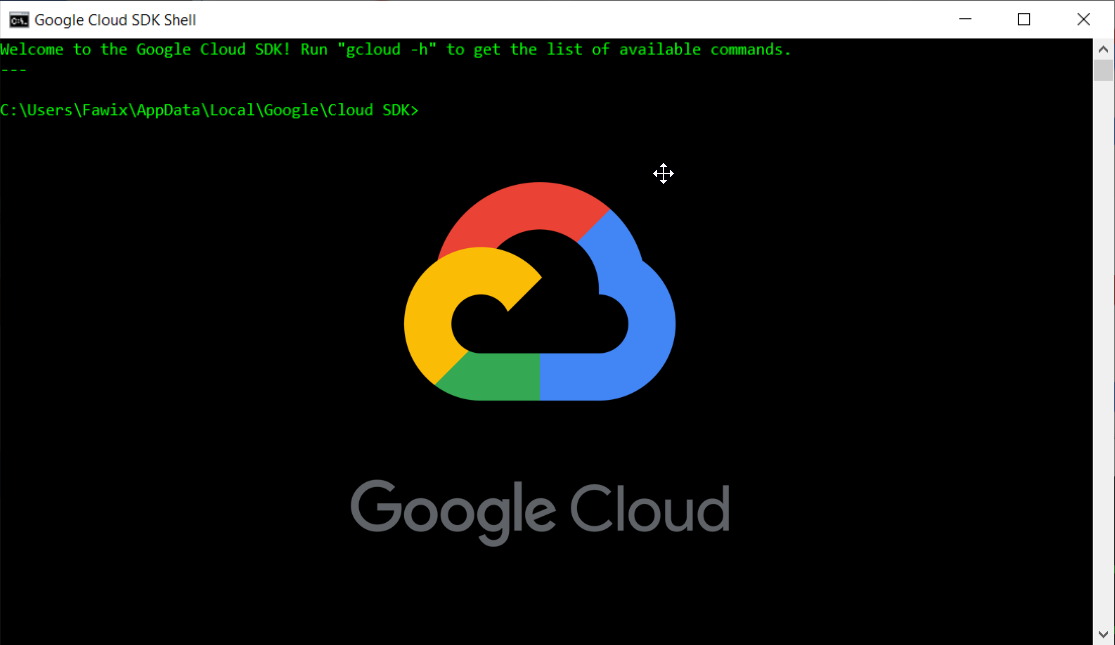 Google Cloud SDK Shell
Welcome to the Google Cloud SDK! Run "gcloud -h" to get the list of available commands.
---
C:\Users\Fawix\AppData\Local\Google\Cloud SDK>
Google Cloud